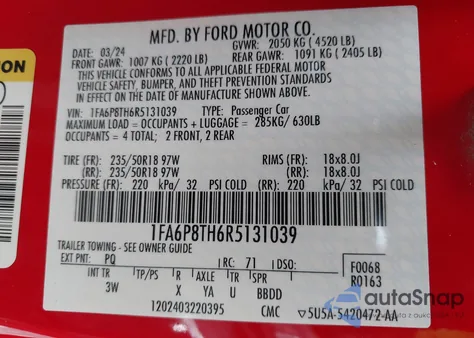 MFD. BY FORD MOTOR CO.
DATE: 03/24 GVWR: 2050 KG (4520 LB)
FRONT GAWR: 1007 KG (2220 LB) REAR GAWR: 1091 KG (2405 LB)
THIS VEHICLE CONFORMS TO ALL APPLICABLE FEDERAL MOTOR
VEHICLE SAFETY, BUMPER, AND THEFT PREVENTION STANDARDS
IN EFFECT ON THE DATE OF MANUFACTURE SHOWN ABOVE.
ION
VIN: 1FA6P8TH6R5131039 TYPE: Passenger Car
MAXIMUM LOAD = OCCUPANTS + LUGGAGE = 285KG/ 630LB
OCCUPANTS = 4 TOTAL; 2 FRONT, 2 REAR
TIRE (FR): 235/50R18 97W RIMS (FR): 18x8.0J
(RR): 235/50R18 97W (RR): 18x8.0J
PRESSURE (FR): 220 kPa/ 32 PSI COLD (RR): 220 kPa/ 32 PSI COLD
1FA6P8TH6R5131039
TRAILER TOWING - SEE OWNER GUIDE
EXT PNT: PQ RC: 71 DSO: F0068
INT TR TP/PS R AXLE TR SPR R0163
3W X YA U BBDD
1202403220395 CMC 5U5A-5420472-AA
autoSnap